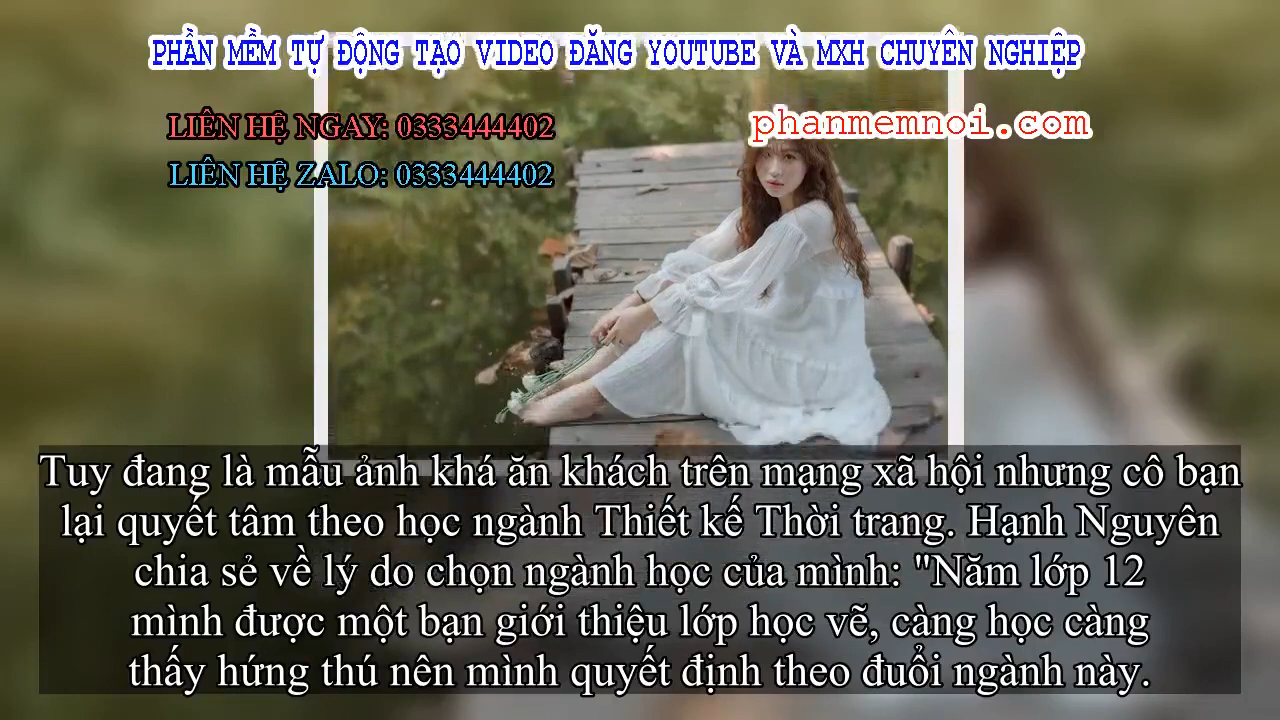 PHẦN MỀM TỰ ĐỘNG TẠO VIDEO ĐĂNG YOUTUBE VÀ MXH CHUYÊN NGHIỆP
LIÊN HỆ NGAY: 0333444402
phanmemnoi.com
LIÊN HỆ ZALO: 0333444402
Tuy đang là mẫu ảnh khá ăn khách trên mạng xã hội nhưng cô bạn
lại quyết tâm theo học ngành Thiết kế Thời trang. Hạnh Nguyên
chia sẻ về lý do chọn ngành học của mình: "Năm lớp 12
mình được một bạn giới thiệu lớp học vẽ, càng học càng
thấy hứng thú nên mình quyết định theo đuổi ngành này.